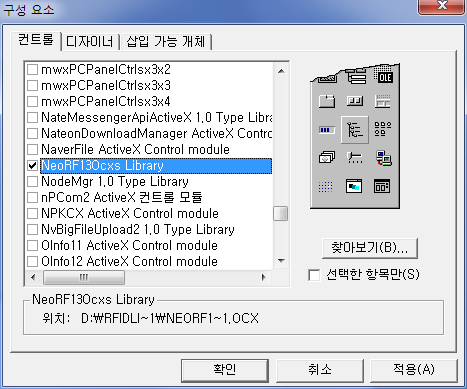 구성 요소
컨트롤
디자이너
삽입 가능 개체
mwxPCPanelCtrlsx3x2
mwxPCPanelCtrlsx3x3
mwxPCPanelCtrlsx3x4
NateMessengerApiActiveX 1.0 Type Libra
NateonDownloadManager ActiveX Contro
NaverFile ActiveX Control module
NeoRF13Ocxs Library
NodeMgr 1.0 Type Library
nPCom2 ActiveX 컨트롤 모듈
NPKCX ActiveX Control module
NvBigFileUpload2 1.0 Type Library
OInfo11 ActiveX Control module
OInfo12 ActiveX Control module
OLE
찾아보기(B)...
선택한 항목만(S)
NeoRF13Ocxs Library
위치: D:₩RFIDLI~1₩NEORF1~1.OCX
확인
취소
적용(A)